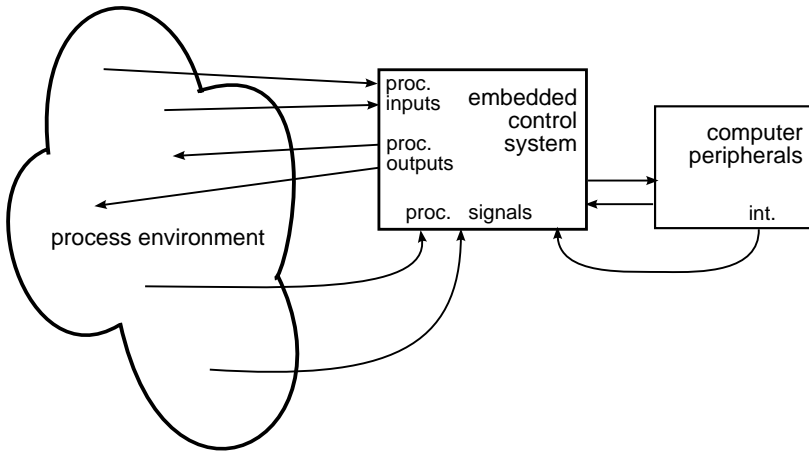 proc.
inputs
embedded
control
system
proc.
outputs
proc. signals
computer
peripherals
int.
process environment